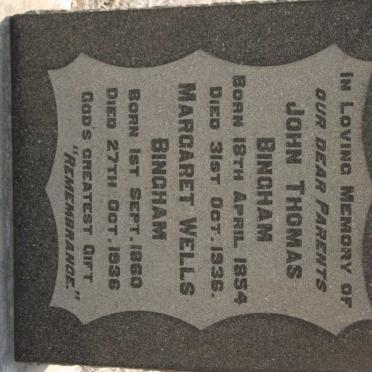 In Loving Memory of
Our Dear Parents
John Thomas
Bingham
Born 18th April 1854
Died 31st Oct. 1936.
Margaret Wells
Bingham
Born 1st Sept. 1860
Died 27th Oct. 1936
God's Greatest Gift
"Remembrance."